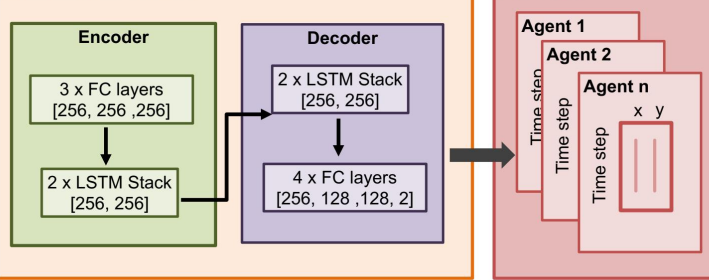 Encoder
3 x FC layers
[256, 256 ,256]
2 x LSTM Stack
[256, 256]
Decoder
2 x LSTM Stack
[256, 256]
4 x FC layers
[256, 128 ,128, 2]
Agent 1
Time step
Agent 2
Time step
Agent n
x y
Time step